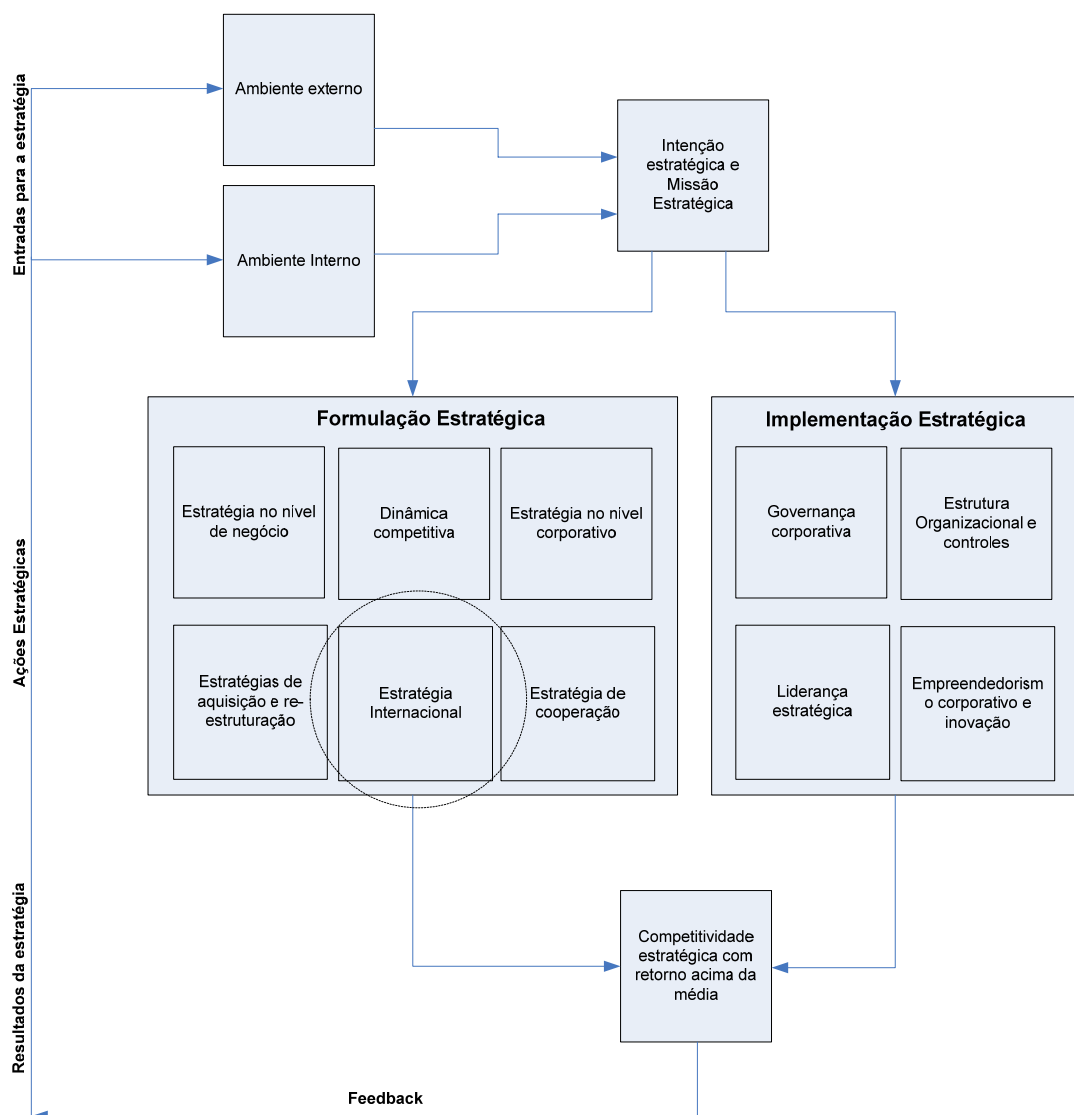 Entradas para a estratégia
Ambiente externo
Ambiente Interno
Intenção
estratégica e
Missão
Estratégica
Ações Estratégicas
Formulação Estratégica
Estratégia no nível
de negócio
Dinâmica
competitiva
Estratégia no nível
corporativo
Estratégias de
aquisição e re-
estruturação
Estratégia
Internacional
Estratégia de
cooperação
Implementação Estratégica
Governança
corporativa
Estrutura
Organizacional e
controles
Liderança
estratégica
Empreendedorism
o corporativo e
inovação
Resultados da estratégia
Competitividade
estratégica com
retorno acima da
média
Feedback